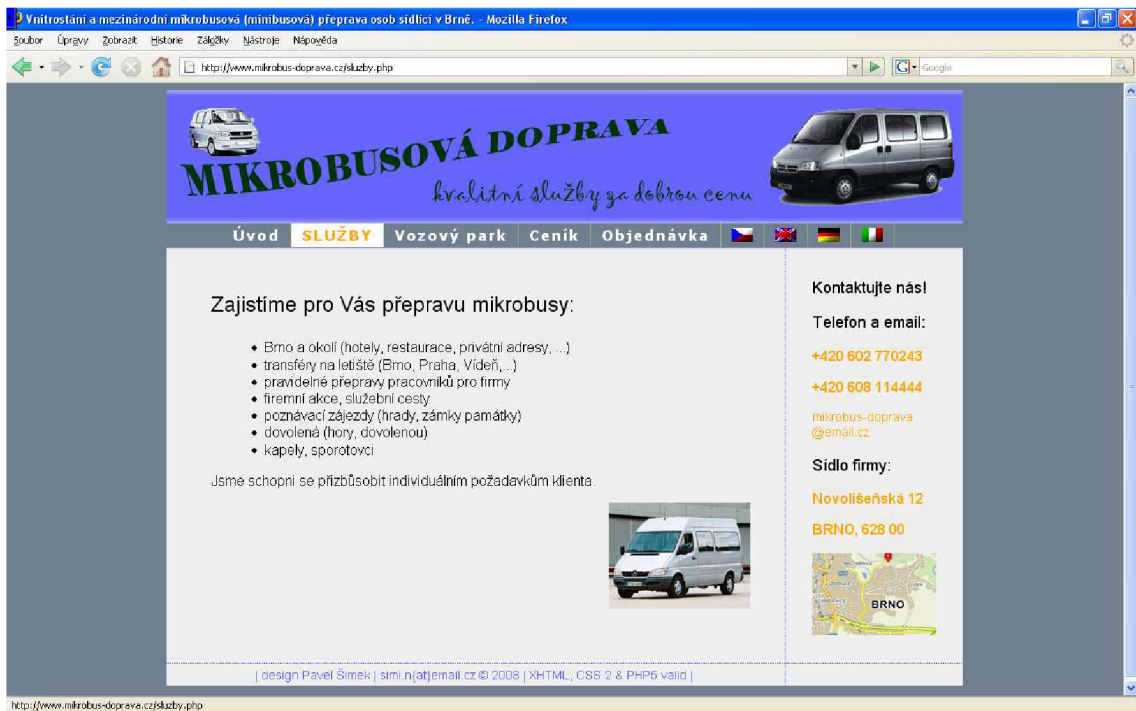 Vnitrostání a mezinárodní mikrobusová (minibusová) přeprava osob sídlící v Brně. - Mozilla Firefox
Soubor Úpravy Zobrazit Historie Záložky Nástroje Nápověda
http://www.mikrobus-doprava.cz/sluzby.php
Google
MIKROBUSOVÁ DOPRAVA
kvalitní služby za dobrou cenu
Úvod SLUŽBY Vozový park Ceník Objednávka
Zajistíme pro Vás přepravu mikrobusy:
• Brno a okolí (hotely, restaurace, privátní adresy, ...)
• transféry na letiště (Brno, Praha, Vídeň,...)
• pravidelné přepravy pracovníků pro firmy
• firemní akce, služební cesty
• poznávací zájezdy (hrady, zámky památky)
• dovolená (hory, dovolenou)
• kapely, sporotovci
Jsme schopni se přizbůsobit individuálním požadavkům klienta.
Kontaktujte nás!
Telefon a email:
+420 602 770243
+420 608 114444
mikrobus-doprava
@email.cz
Sídlo firmy:
Novolíšeňská 12
BRNO, 628 00
BRNO
| design Pavel Šimek | simi.n{at}email.cz © 2008 | XHTML, CSS 2 & PHP5 valid |
http://www.mikrobus-doprava.cz/sluzby.php